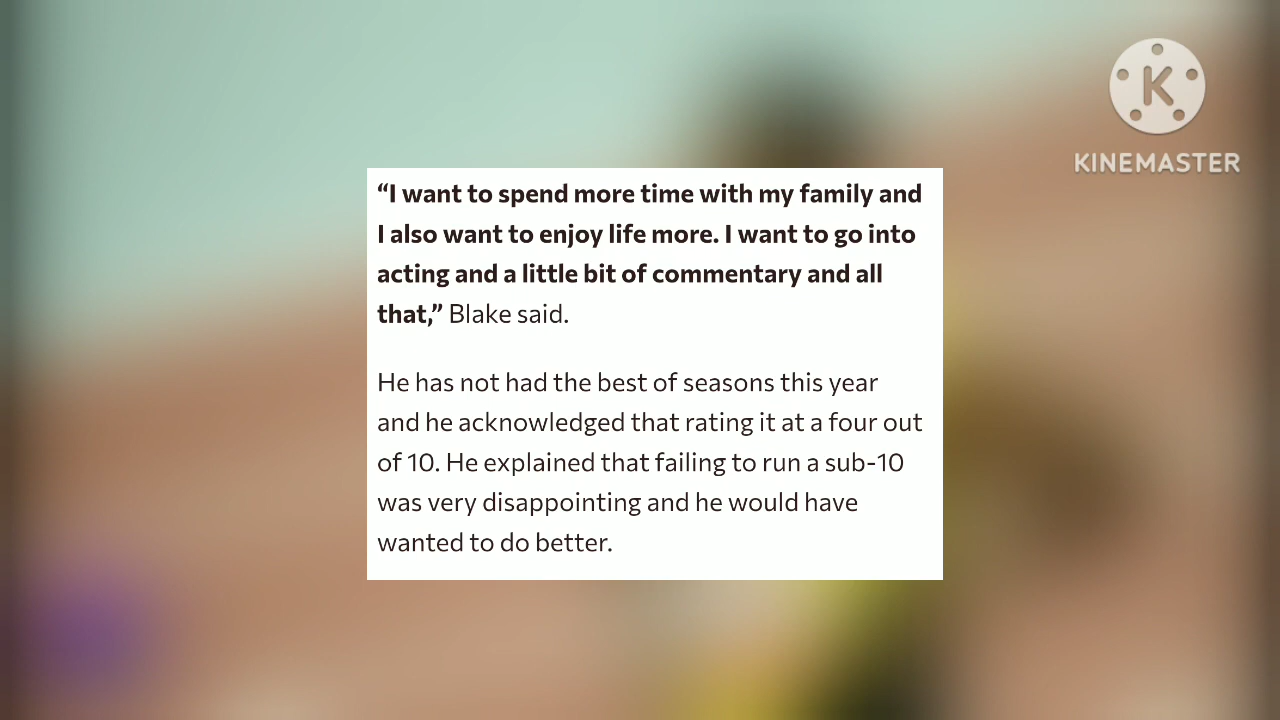 KINEMASTER
“I want to spend more time with my family and
I also want to enjoy life more. I want to go into
acting and a little bit of commentary and all
that,” Blake said.
He has not had the best of seasons this year
and he acknowledged that rating it at a four out
of 10. He explained that failing to run a sub-10
was very disappointing and he would have
wanted to do better.